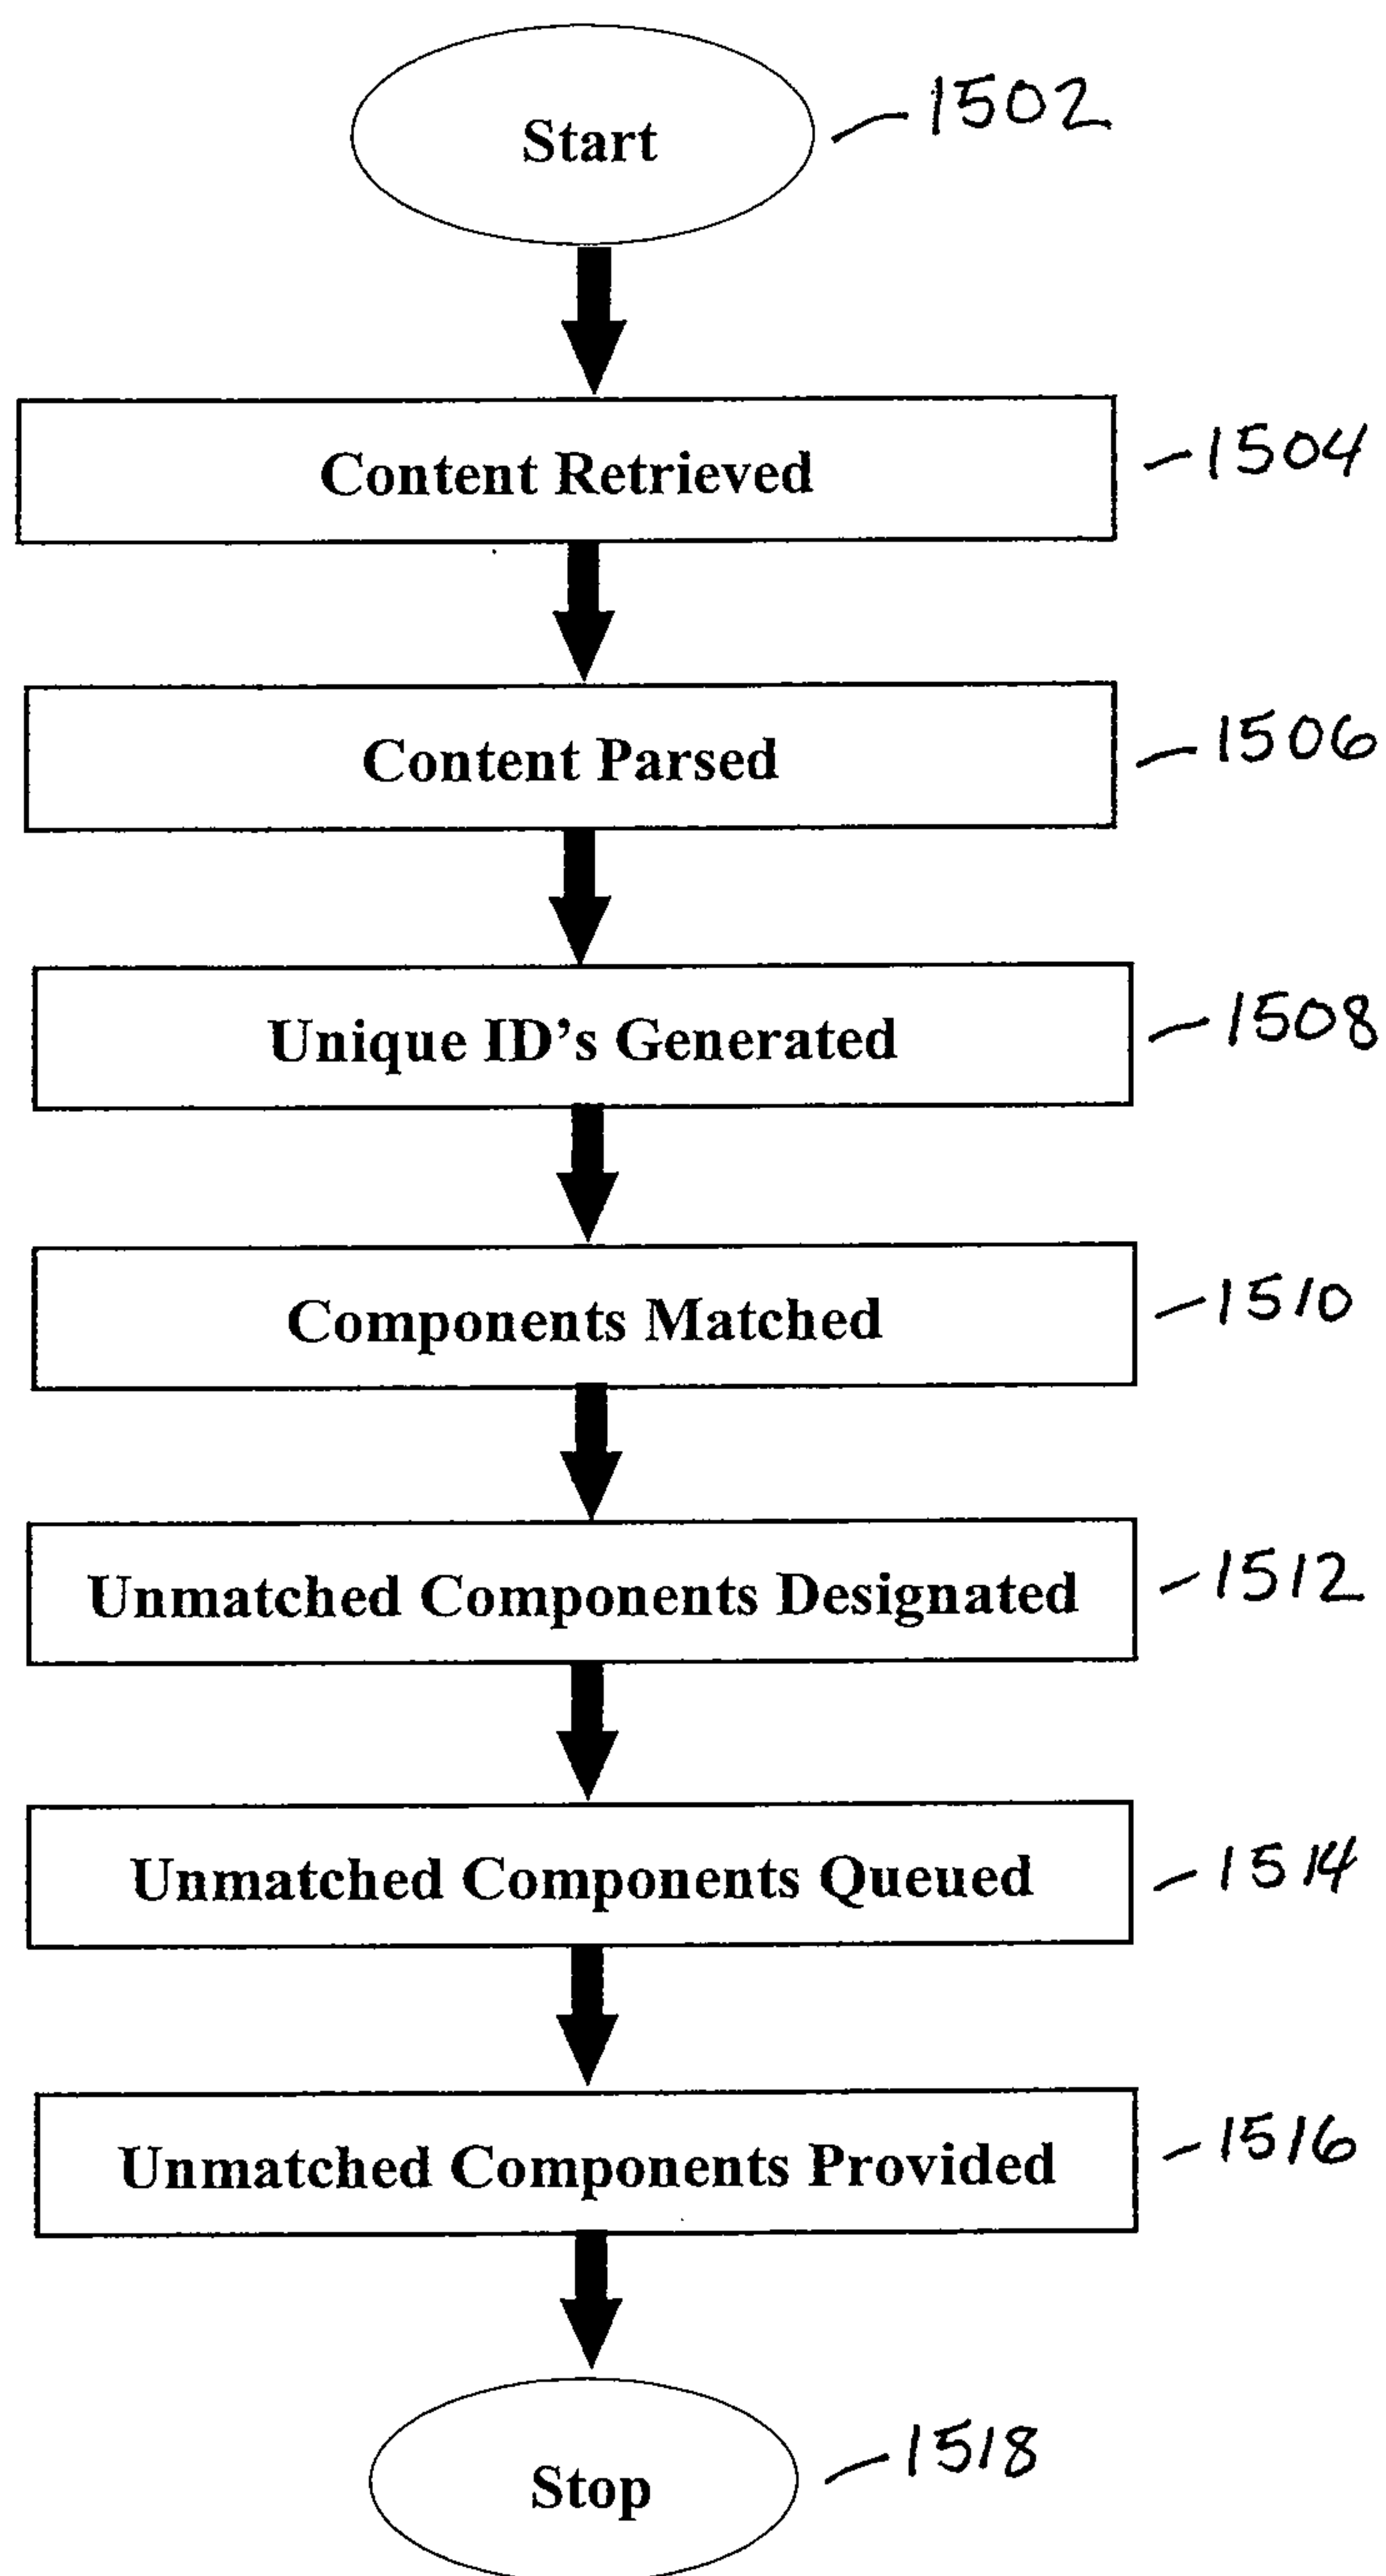 Start
1502
Content Retrieved
1504
Content Parsed
1506
Unique ID's Generated
1508
Components Matched
1510
Unmatched Components Designated
1512
Unmatched Components Queued
1514
Unmatched Components Provided
1516
Stop
1518